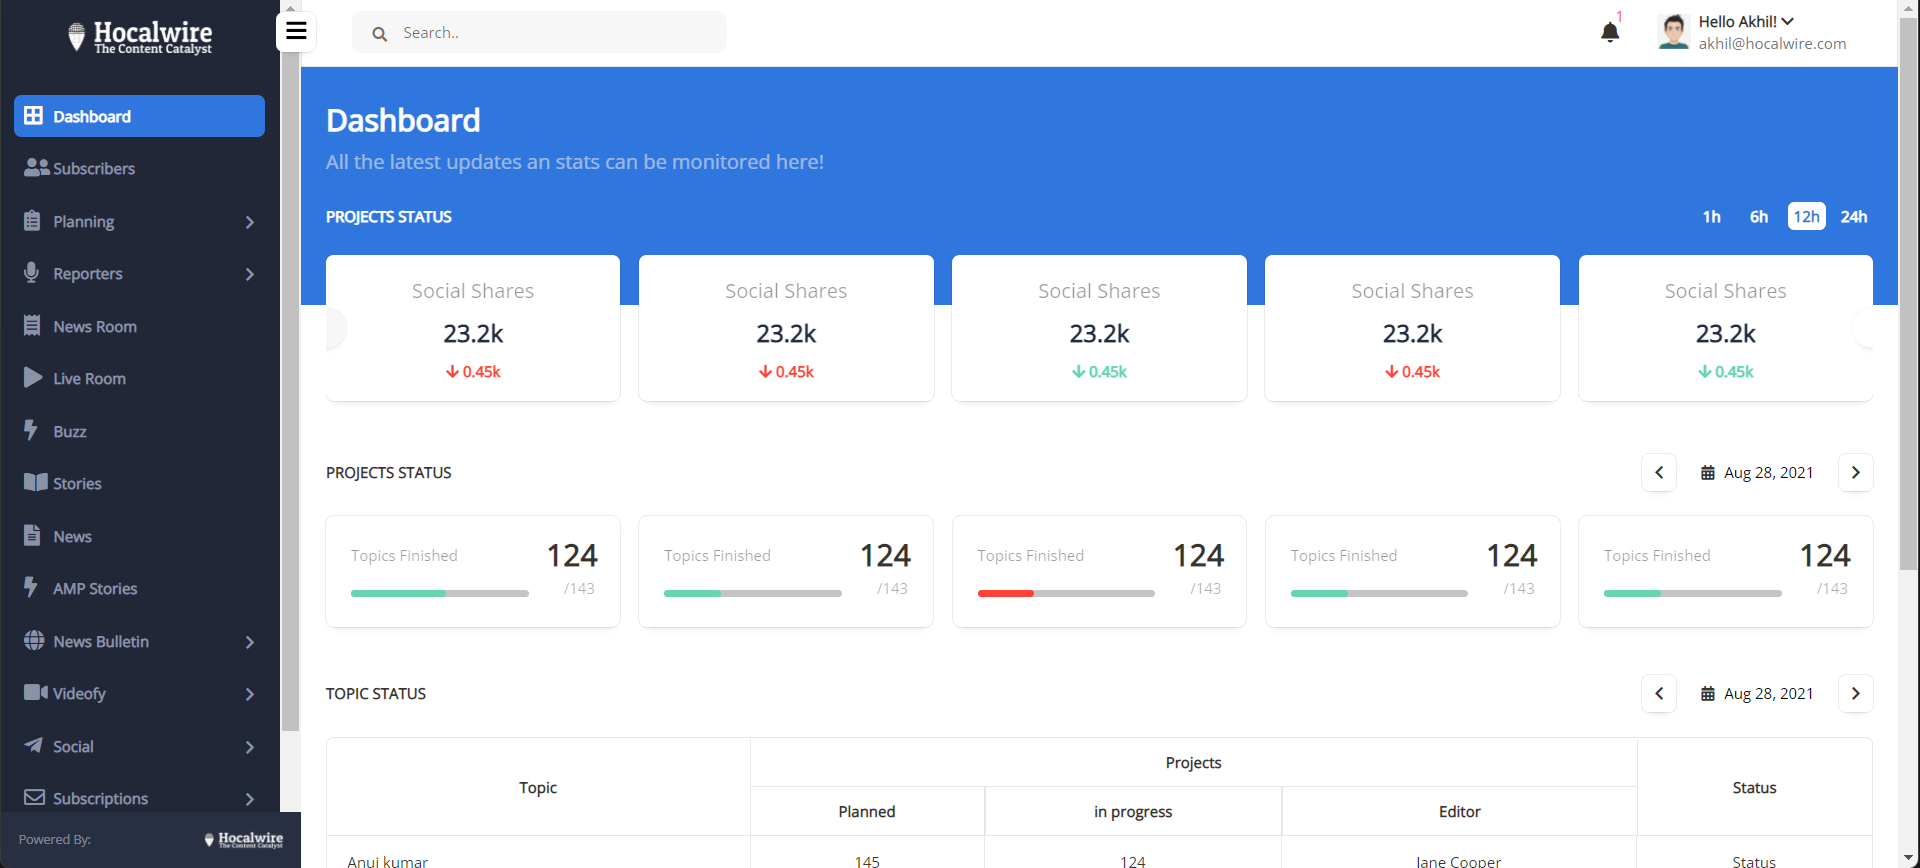 Hocalwire
The Content Catalyst
Search..
1
Hello Akhil!
akhil@hocalwire.com
Dashboard
Subscribers
Planning
Reporters
News Room
Live Room
Buzz
Stories
News
AMP Stories
News Bulletin
Videofy
Social
Subscriptions
Powered By:
Hocalwire
The Content Catalyst
Dashboard
All the latest updates an stats can be monitored here!
PROJECTS STATUS
1h 6h 12h 24h
Social Shares Social Shares Social Shares Social Shares Social Shares
23.2k 23.2k 23.2k 23.2k 23.2k
0.45k 0.45k 0.45k 0.45k 0.45k
PROJECTS STATUS
Aug 28, 2021
Topics Finished 124 Topics Finished 124 Topics Finished 124 Topics Finished 124 Topics Finished 124
/143 /143 /143 /143 /143
TOPIC STATUS
Aug 28, 2021
Projects
Topic Status
Planned in progress Editor
Anuj kumar 145 124 Jane Cooper Status